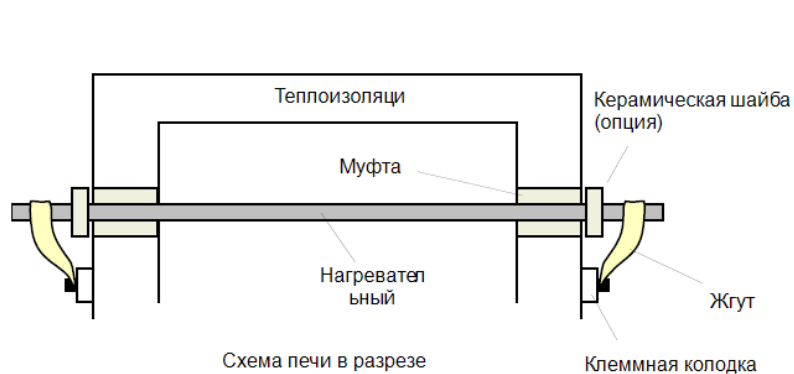 Теплоизоляци
Керамическая шайба
(опция)
Муфта
Нагревател
ьный
Жгут
Схема печи в разрезе
Клеммная колодка